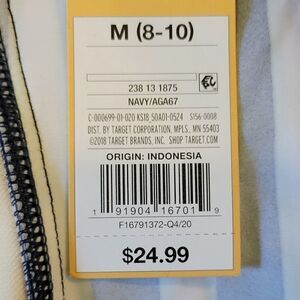 M (8-10)
238 13 1875
NAVY/AGA67
C-000699-01-020 KS18_50A01-0524 S156-0008
DIST. BY TARGET CORPORATION, MPLS., MN 55403
©2018 TARGET BRANDS, INC. SHOP TARGET.COM
ORIGIN: INDONESIA
1 91904 16701 9
F16791372-Q4/20
$24.99